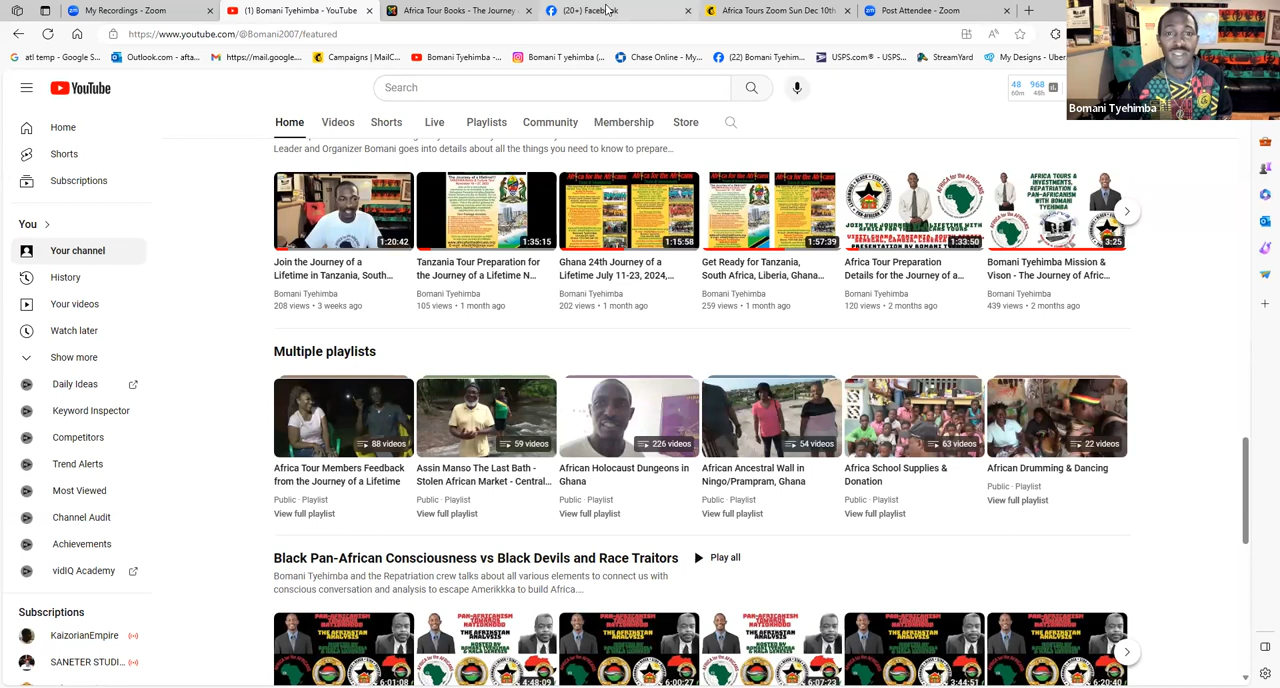 My Recordings - Zoom
(1) Bomani Tyehimba - YouTube
Africa Tour Books - The Journey
(20+) Facebook
Africa Tours Zoom Sun Dec 10th
Post Attendee - Zoom
https://www.youtube.com/@Bomani2007/featured
atl temp - Google S...
Outlook.com - afta...
https://mail.google...
Campaigns | MailC...
Bomani Tyehimba -...
Bomani T yehimba (...
Chase Online - My...
(22) Bomani Tyehim...
USPS.com® - USPS...
StreamYard
My Designs - Uber
Bomani Tyehimba
YouTube
Search
48
60m
968
48h
Home
Videos
Shorts
Live
Playlists
Community
Membership
Store
Home
Shorts
Subscriptions
You
Your channel
History
Your videos
Watch later
Show more
Daily Ideas
Keyword Inspector
Competitors
Trend Alerts
Most Viewed
Channel Audit
Achievements
vidIQ Academy
Subscriptions
KaizorianEmpire
SANETER STUDI...
Leader and Organizer Bomani goes into details about all the things you need to know to prepare...
1:20:42
1:35:15
1:15:58
1:57:39
1:33:50
3:25
Join the Journey of a
Lifetime in Tanzania, South...
Bomani Tyehimba
208 views • 3 weeks ago
Tanzania Tour Preparation
for the Journey of a Lifetime N...
Bomani Tyehimba
105 views • 1 month ago
Ghana 24th Journey of a
Lifetime July 11-23, 2024,...
Bomani Tyehimba
202 views • 1 month ago
Get Ready for Tanzania,
South Africa, Liberia, Ghana...
Bomani Tyehimba
259 views • 1 month ago
Africa Tour Preparation
Details for the Journey of a...
Bomani Tyehimba
120 views • 2 months ago
Bomani Tyehimba Mission &
Vison - The Journey of Afric...
Bomani Tyehimba
439 views • 2 months ago
Multiple playlists
88 videos
59 videos
226 videos
54 videos
63 videos
22 videos
Africa Tour Members Feedback
from the Journey of a Lifetime
Public · Playlist
View full playlist
Assin Manso The Last Bath -
Stolen African Market - Central...
Public · Playlist
View full playlist
African Holocaust Dungeons in
Ghana
Public · Playlist
View full playlist
African Ancestral Wall in
Ningo/Prampram, Ghana
Public · Playlist
View full playlist
Africa School Supplies &
Donation
Public · Playlist
View full playlist
African Drumming & Dancing
Public · Playlist
View full playlist
Black Pan-African Consciousness vs Black Devils and Race Traitors
Play all
Bomani Tyehimba and the Repatriation crew talks about all various elements to connect us with
conscious conversation and analysis to escape Amerikkka to build Africa...
6:01:08
4:48:09
6:00:27
6:07:23
3:44:51
6:20:40